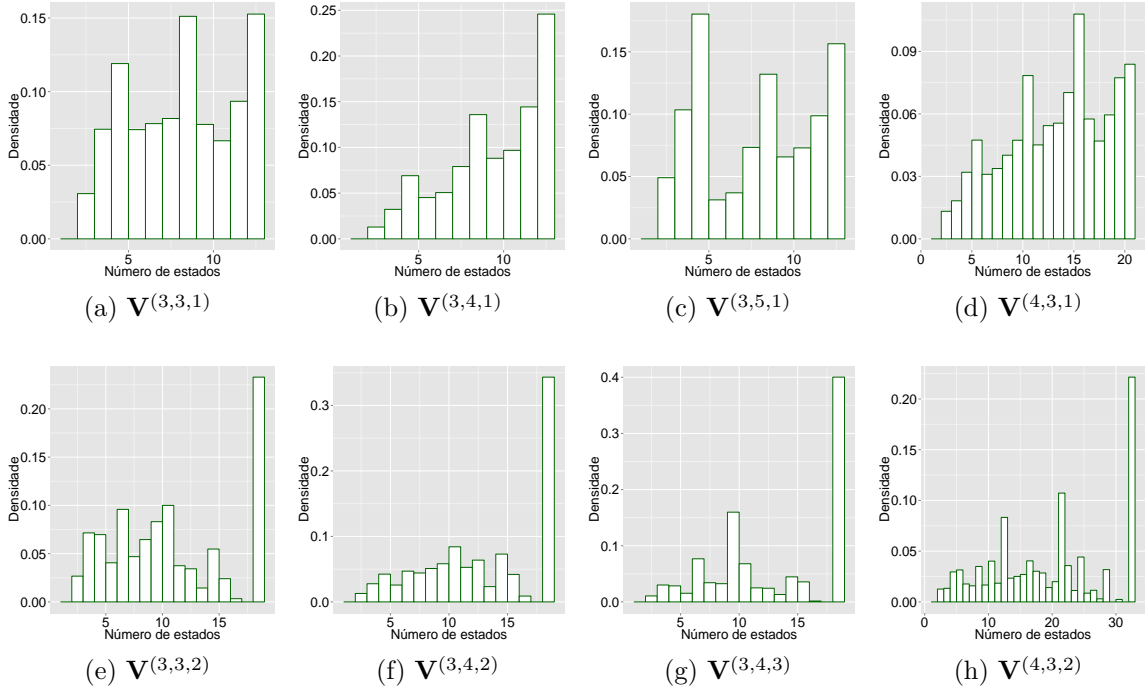 0.00 0.05 0.10 0.15
Densidade
5 10
Número de estados
(a) V^(3,3,1)
0.00 0.05 0.10 0.15 0.20 0.25
Densidade
5 10
Número de estados
(b) V^(3,4,1)
0.00 0.05 0.10 0.15
Densidade
5 10
Número de estados
(c) V^(3,5,1)
0.00 0.03 0.06 0.09
Densidade
0 5 10 15 20
Número de estados
(d) V^(4,3,1)
0.00 0.05 0.10 0.15 0.20
Densidade
5 10 15
Número de estados
(e) V^(3,3,2)
0.0 0.1 0.2 0.3
Densidade
5 10 15
Número de estados
(f) V^(3,4,2)
0.0 0.1 0.2 0.3 0.4
Densidade
5 10 15
Número de estados
(g) V^(3,4,3)
0.00 0.05 0.10 0.15 0.20
Densidade
0 10 20 30
Número de estados
(h) V^(4,3,2)